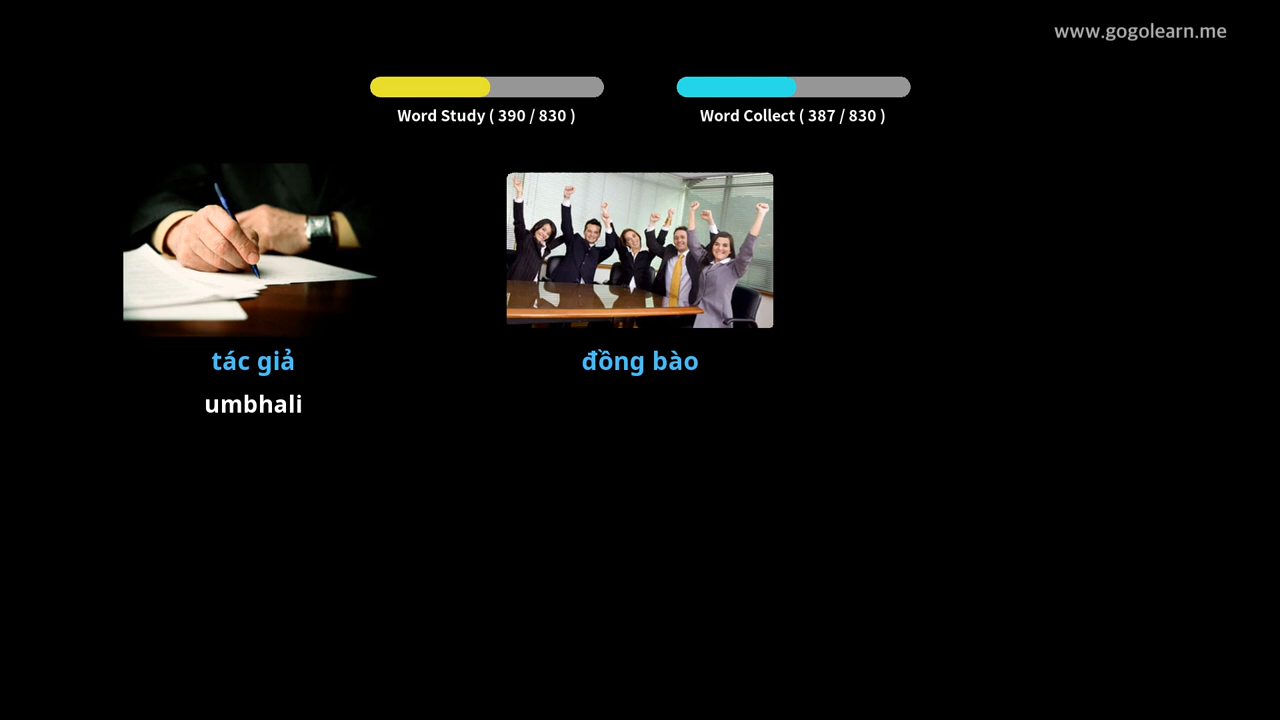 www.gogolearn.me
Word Study ( 390 / 830 )
Word Collect ( 387 / 830 )
tác giả
đồng bào
umbhali